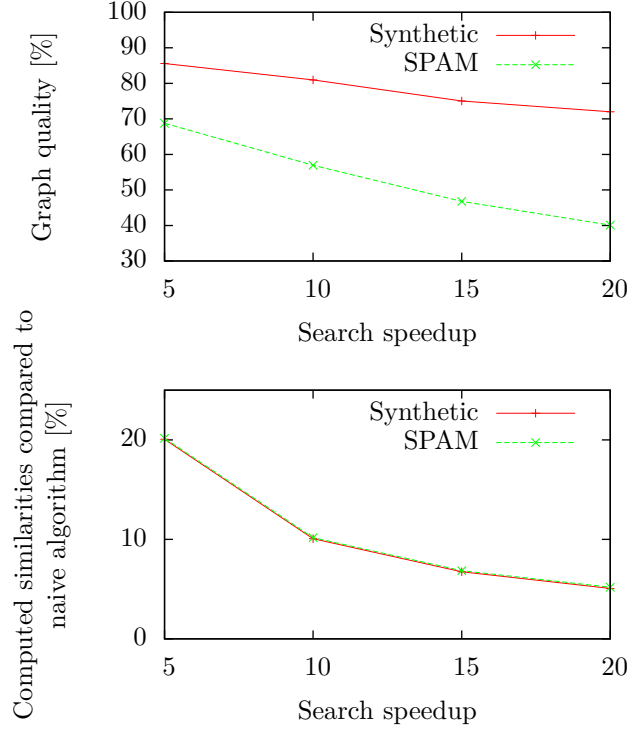 100
90
80
70
60
50
40
30
Graph quality [%]
Synthetic
SPAM
5 10 15 20
Search speedup
Computed similarities compared to
naive algorithm [%]
20
10
0
Synthetic
SPAM
5 10 15 20
Search speedup